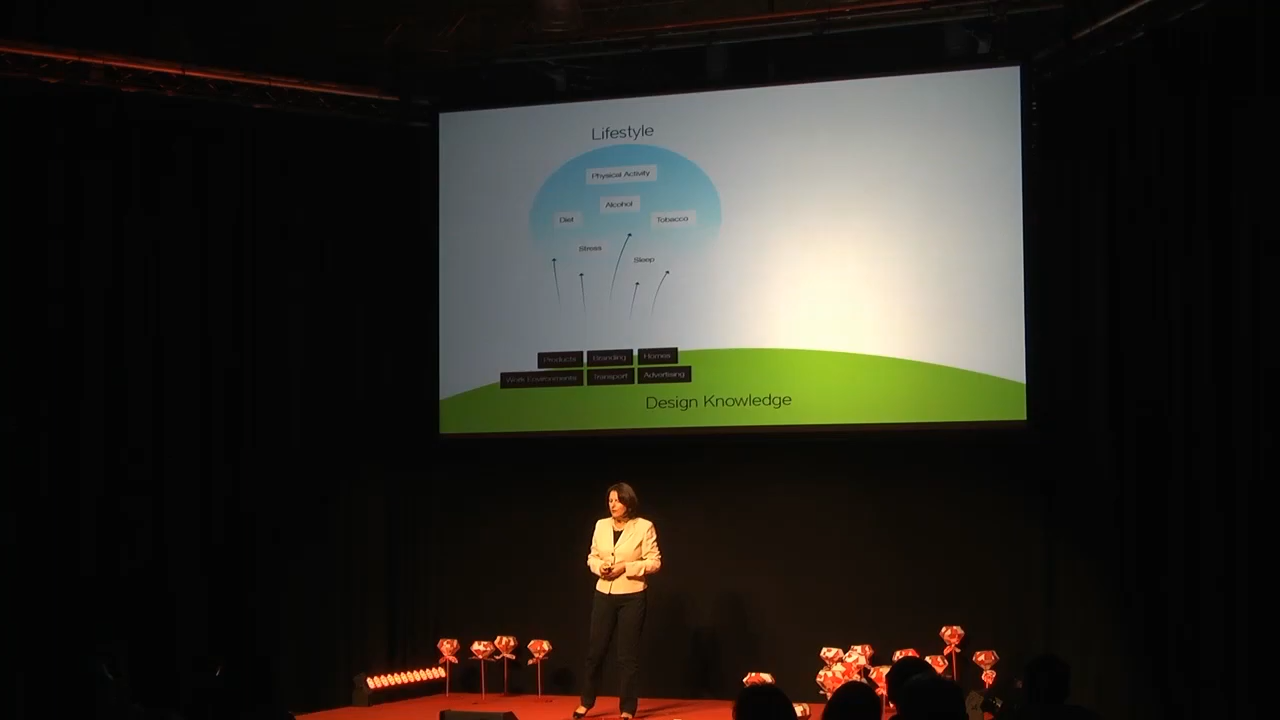 Lifestyle
Physical Activity
Alcohol
Diet
Tobacco
Stress
Sleep
Products
Branding
Homes
Work Environments
Transport
Advertising
Design Knowledge